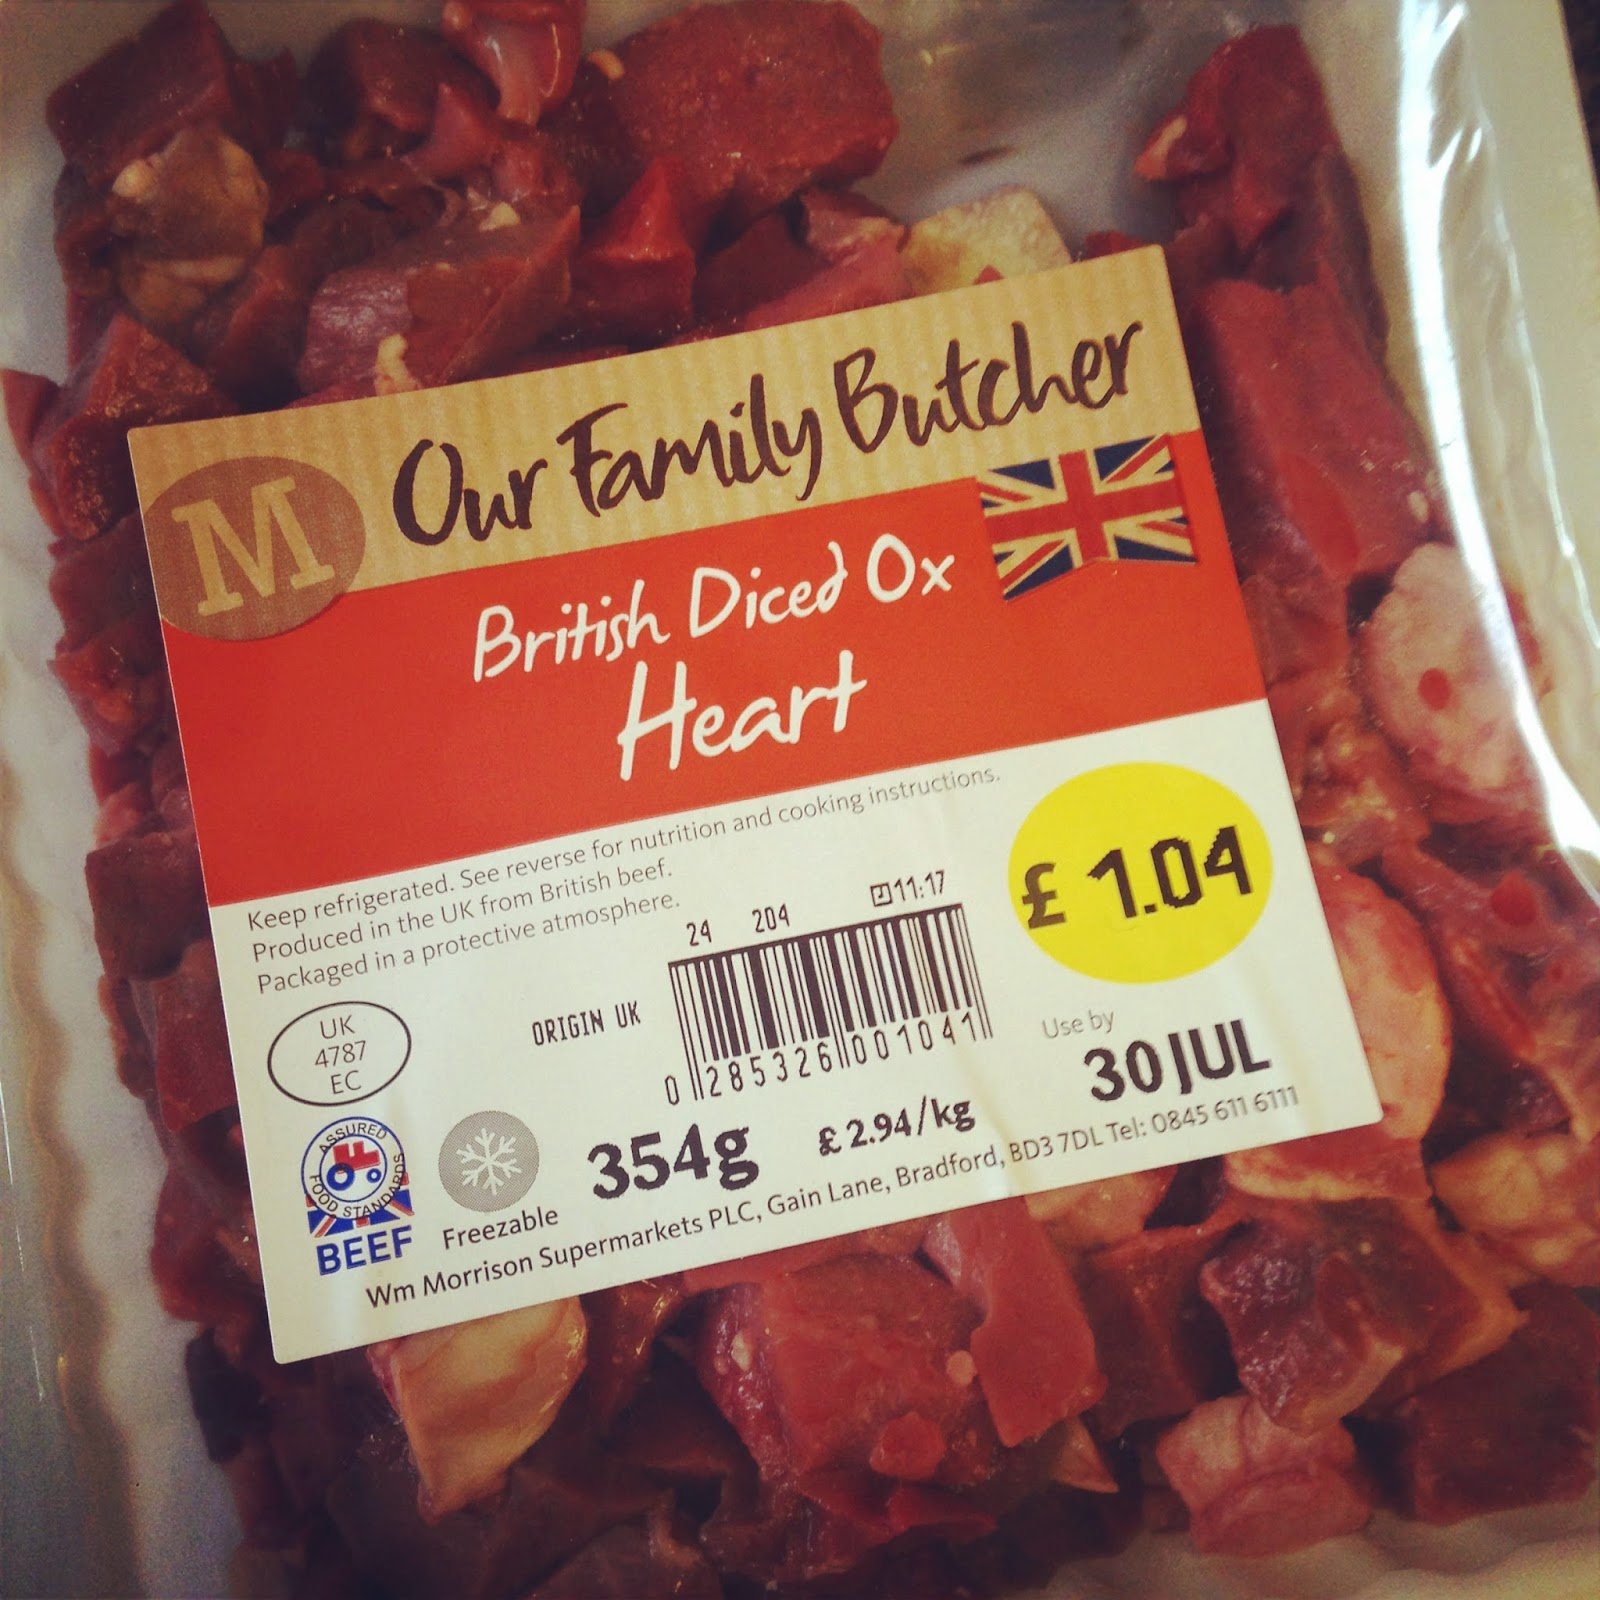 M
Our Family Butcher
British Diced Ox
Heart
Keep refrigerated. See reverse for nutrition and cooking instructions.
Produced in the UK from British beef.
Packaged in a protective atmosphere.
24 204 11:17
£ 1.04
UK
4787
EC
ORIGIN UK
0 285326 001041
Use by
30 JUL
ASSURED
FOOD STANDARDS
BEEF
Freezable
354g
£2.94/kg
Wm Morrison Supermarkets PLC, Gain Lane, Bradford, BD3 7DL Tel: 0845 611 6111